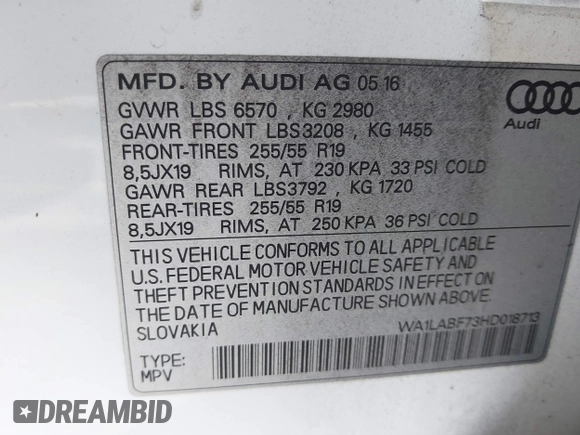 MFD. BY AUDI AG 05 16
GVWR LBS 6570 , KG 2980
GAWR FRONT LBS3208 , KG 1455
FRONT-TIRES 255/55 R19
8,5JX19 RIMS, AT 230 KPA 33 PSI COLD
GAWR REAR LBS3792 , KG 1720
REAR-TIRES 255/55 R19
8,5JX19 RIMS, AT 250 KPA 36 PSI COLD
THIS VEHICLE CONFORMS TO ALL APPLICABLE
U.S. FEDERAL MOTOR VEHICLE SAFETY AND
THEFT PREVENTION STANDARDS IN EFFECT ON
THE DATE OF MANUFACTURE SHOWN ABOVE
SLOVAKIA
WA1LABF73HD018713
TYPE:
MPV
Audi
DREAMBID